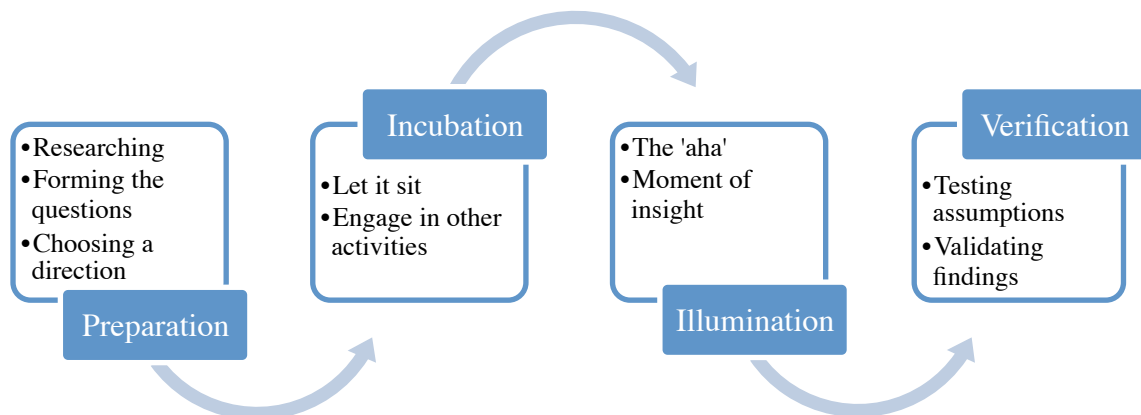 •Researching
•Forming the
questions
•Choosing a
direction
Preparation
Incubation
•Let it sit
•Engage in other
activities
•The 'aha'
•Moment of
insight
Illumination
Verification
•Testing
assumptions
•Validating
findings